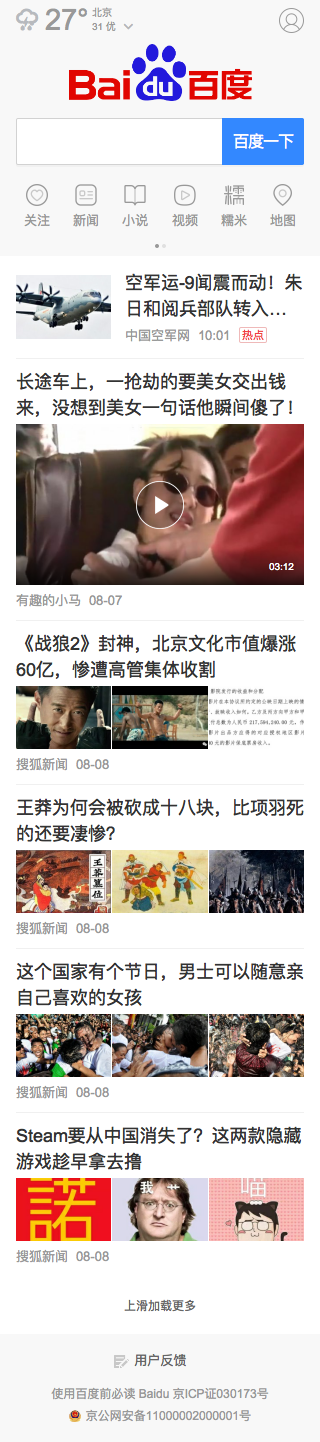 27°
北京
31 优
Bai du 百度
百度一下
关注
新闻
小说
视频
糯
糯米
地图
空军运-9闻震而动！朱
日和阅兵部队转入…
中国空军网 10:01 热点
长途车上，一抢劫的要美女交出钱
来，没想到美女一句话他瞬间傻了！
03:12
有趣的小马 08-07
《战狼2》封神，北京文化市值爆涨
60亿，惨遭高管集体收割
搜狐新闻 08-08
王莽为何会被砍成十八块，比项羽死
的还要凄惨？
王莽墓位
搜狐新闻 08-08
这个国家有个节日，男士可以随意亲
自己喜欢的女孩
搜狐新闻 08-08
Steam要从中国消失了？这两款隐藏
游戏趁早拿去撸
諾
我
喵
搜狐新闻 08-08
上滑加载更多
用户反馈
使用百度前必读 Baidu 京ICP证030173号
京公网安备11000002000001号